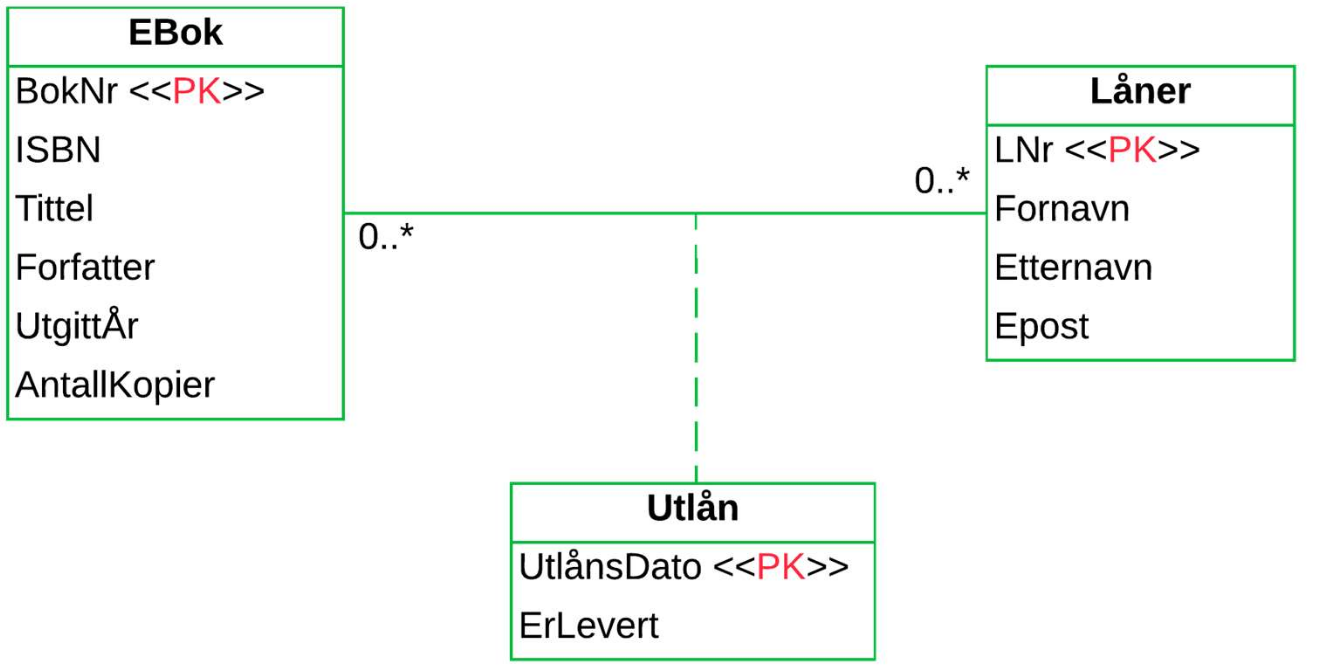 EBok
BokNr <<PK>>
ISBN
Tittel
Forfatter
UtgittÅr
AntallKopier
0..*
0..*
Låner
LNr <<PK>>
Fornavn
Etternavn
Epost
Utlån
UtlånsDato <<PK>>
ErLevert